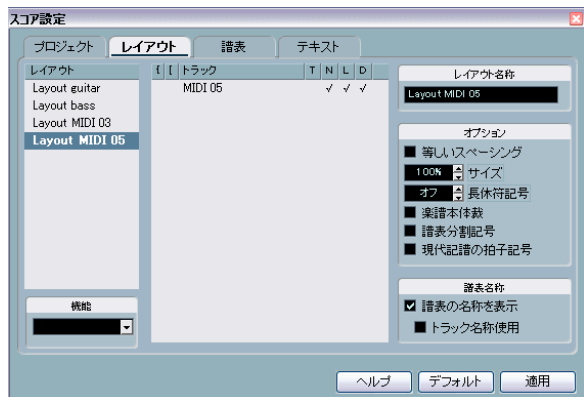 スコア設定
プロジェクト レイアウト 譜表 テキスト
レイアウト
Layout guitar
Layout bass
Layout MIDI 03
Layout MIDI 05
機能
{ [ トラック T N L D
MIDI 05 √ √ √
レイアウト名称
Layout MIDI 05
オプション
等しいスペーシング
100% サイズ
オフ 長休符記号
楽譜本体裁
譜表分割記号
現代記譜の拍子記号
譜表名称
譜表の名称を表示
トラック名称使用
ヘルプ デフォルト 適用